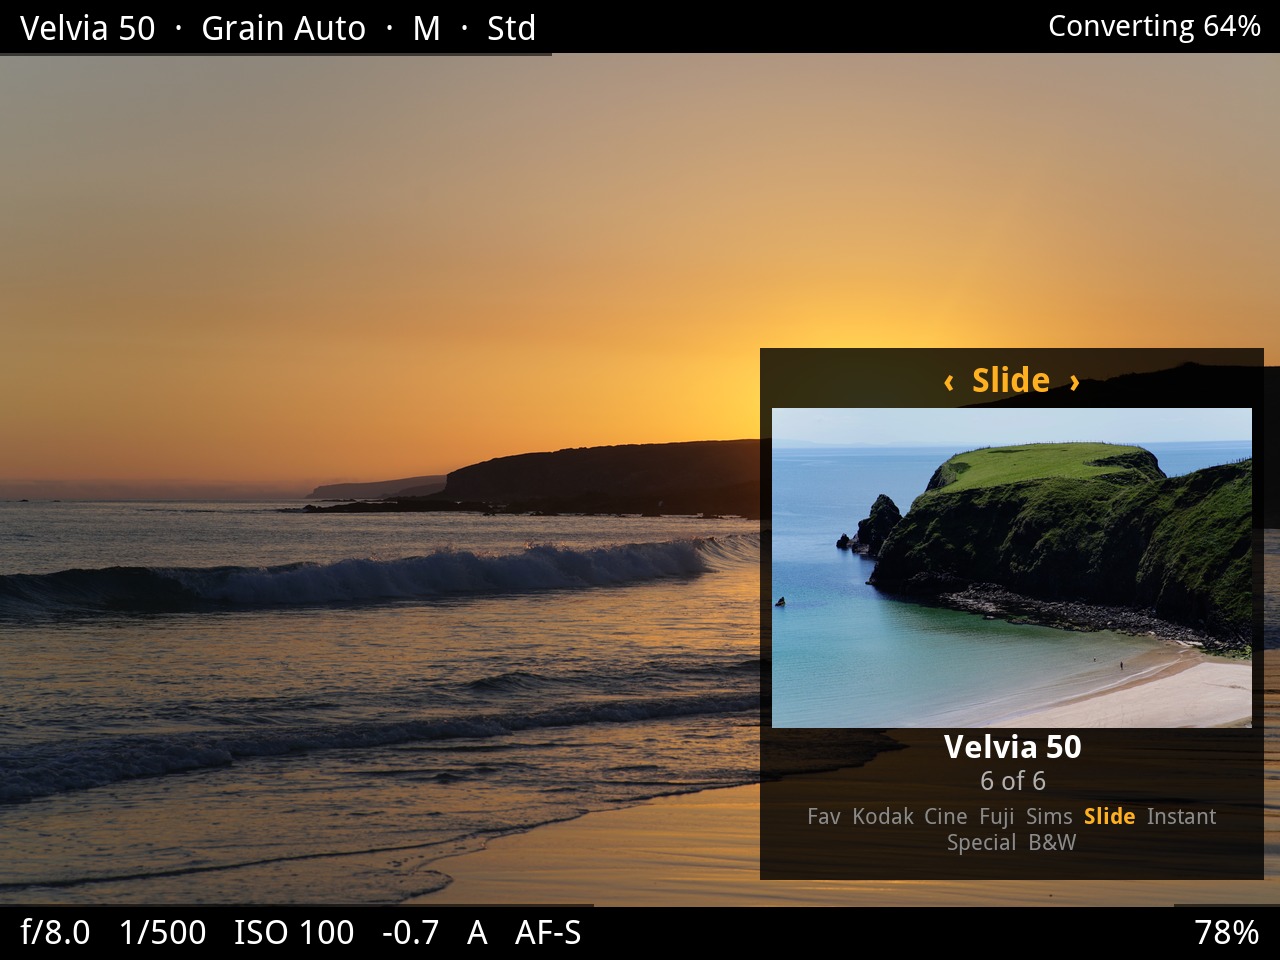 Velvia 50 · Grain Auto · M · Std
Converting 64%
‹ Slide ›
Velvia 50
6 of 6
Fav Kodak Cine Fuji Sims Slide Instant
Special B&W
f/8.0 1/500 ISO 100 -0.7 A AF-S
78%